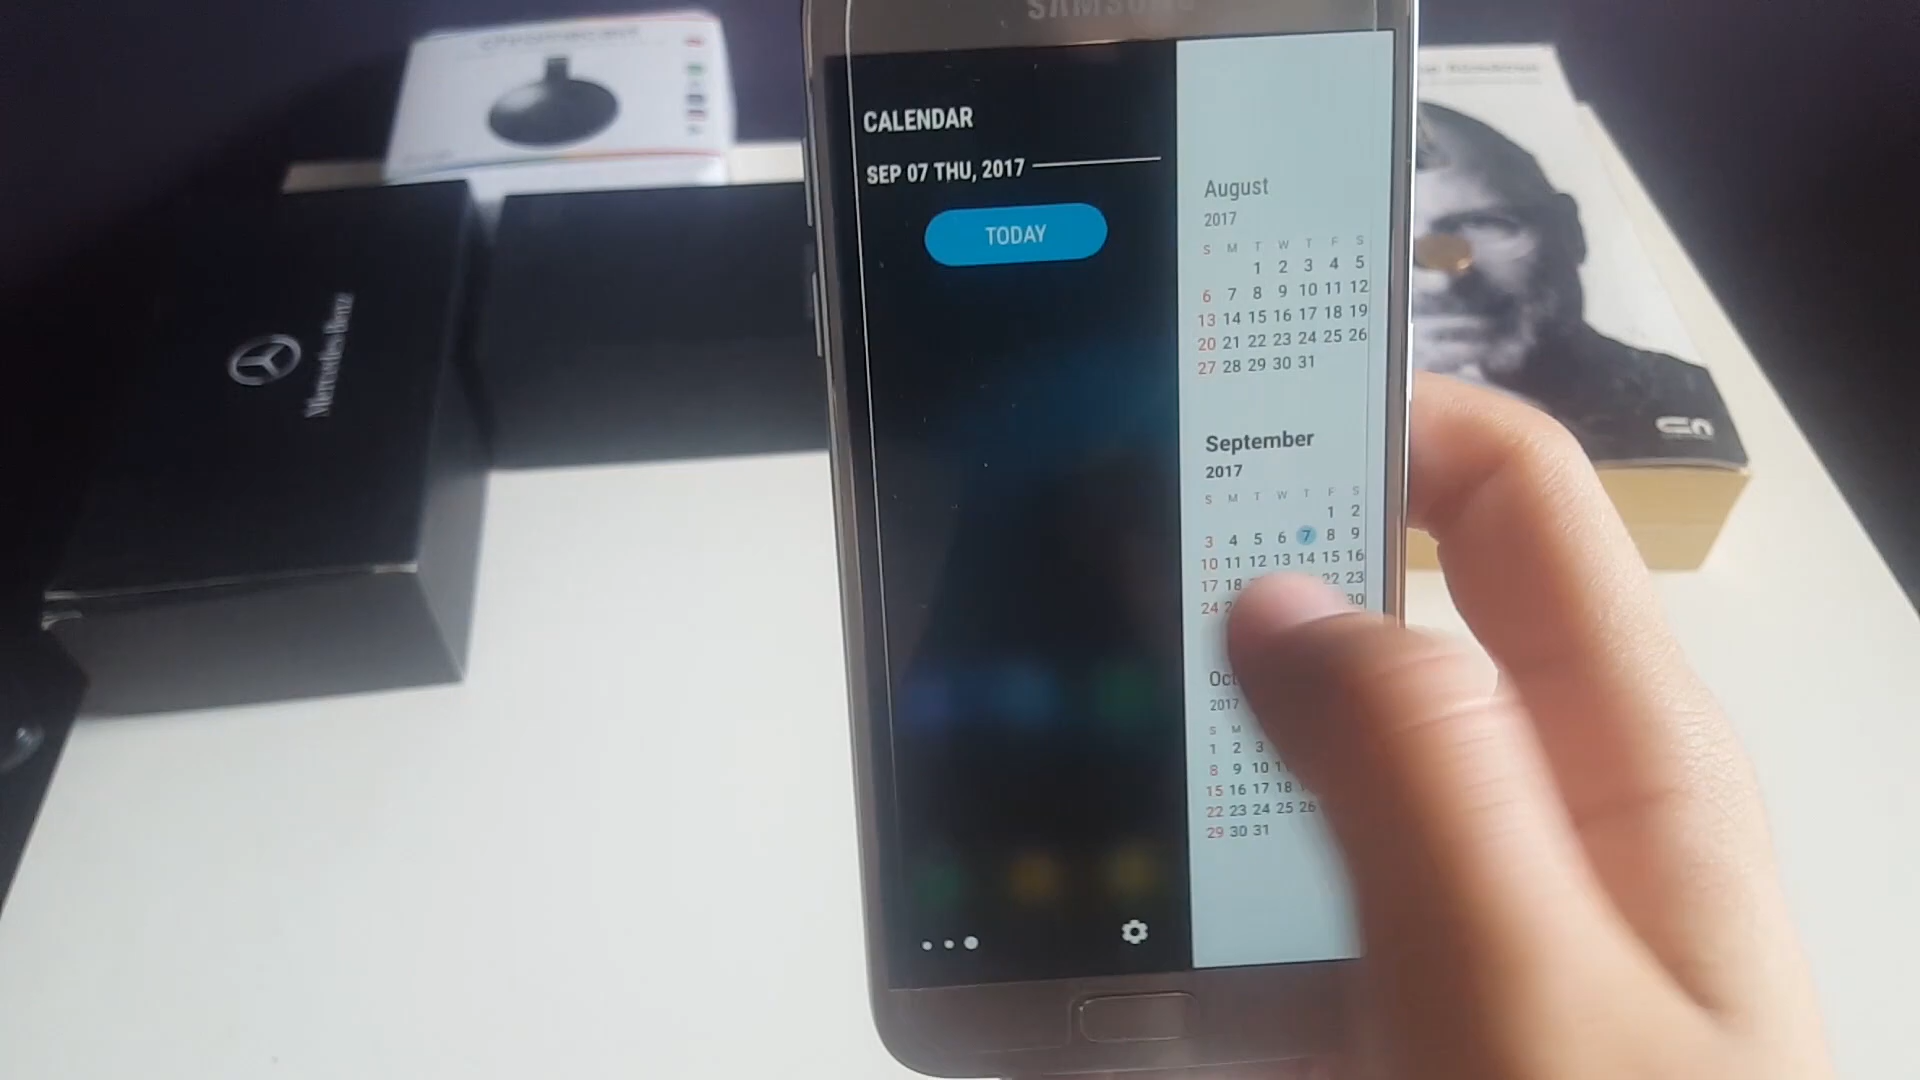 chromecast
SAMSUNG
Mercedes-Benz
CALENDAR
SEP 07 THU, 2017
TODAY
August
2017
S M T W T F S
1 2 3 4 5
6 7 8 9 10 11 12
13 14 15 16 17 18 19
20 21 22 23 24 25 26
27 28 29 30 31
September
2017
S M T W T F S
1 2
3 4 5 6 7 8 9
10 11 12 13 14 15 16
17 18 22 23
24 30
Oct
2017
S M
1 2 3
8 9 10
15 16 17 18
22 23 24 25 26
29 30 31